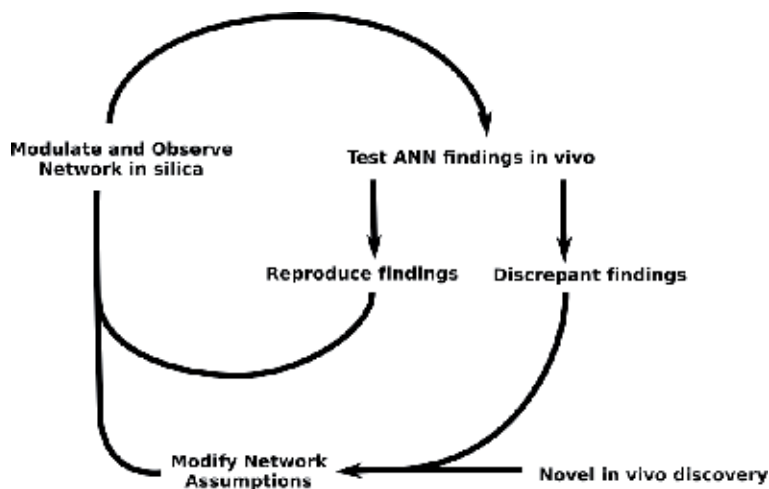 Modulate and Observe
Network in silica
Test ANN findings in vivo
Reproduce findings
Discrepant findings
Modify Network
Assumptions
Novel in vivo discovery